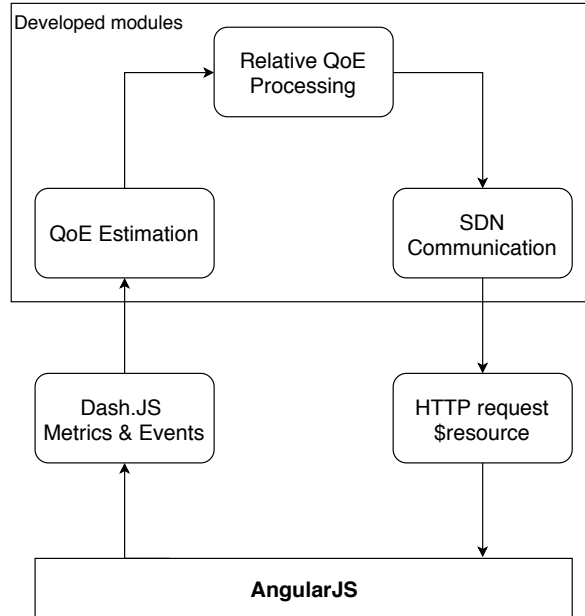 Developed modules
Relative QoE
Processing
QoE Estimation
SDN
Communication
Dash.JS
Metrics & Events
HTTP request
$resource
AngularJS